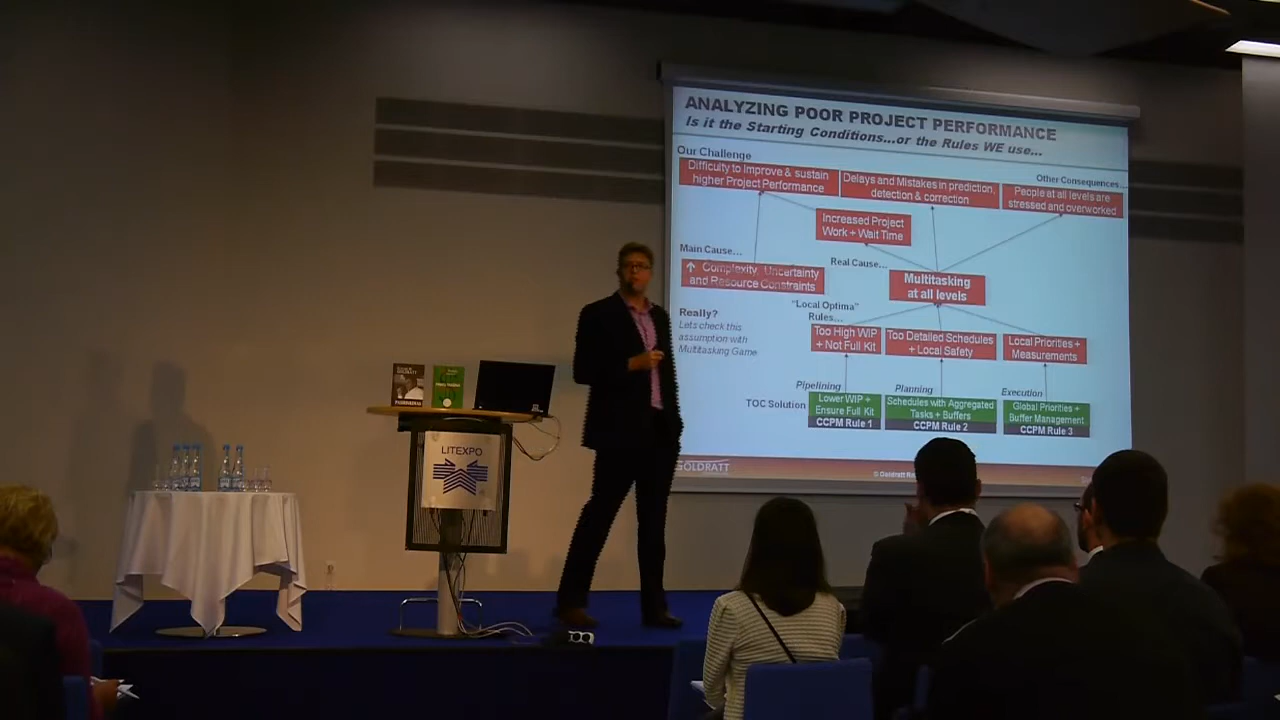 ANALYZING POOR PROJECT PERFORMANCE
Is it the Starting Conditions...or the Rules WE use...
Our Challenge
Difficulty to Improve & sustain
higher Project Performance
Delays and Mistakes in prediction,
detection & correction
Other Consequences...
People at all levels are
stressed and overworked
Increased Project
Work + Wait Time
Main Cause...
Complexity, Uncertainty
and Resource Constraints
Real Cause...
Multitasking
at all levels
Really?
Lets check this
assumption with
Multitasking Game
"Local Optima"
Rules...
Too High WIP
+ Not Full Kit
Too Detailed Schedules
+ Local Safety
Local Priorities +
Measurements
Pipelining
Planning
Execution
TOC Solution
Lower WIP +
Ensure Full Kit
CCPM Rule 1
Schedules with Aggregated
Tasks + Buffers
CCPM Rule 2
Global Priorities +
Buffer Management
CCPM Rule 3
GOLDRATT
© Goldratt
LITEXPO